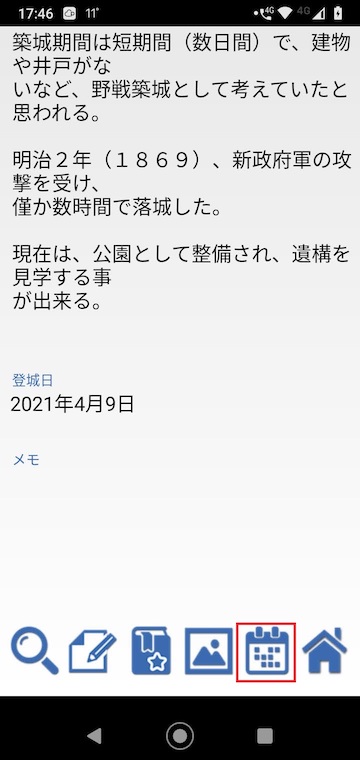 17:46 11° 4G 4G
築城期間は短期間（数日間）で、建物
や井戸がな
いなど、野戦築城として考えていたと
思われる。
明治２年（１８６９）、新政府軍の攻
撃を受け、
僅か数時間で落城した。
現在は、公園として整備され、遺構を
見学する事
が出来る。
登城日
2021年4月9日
メモ